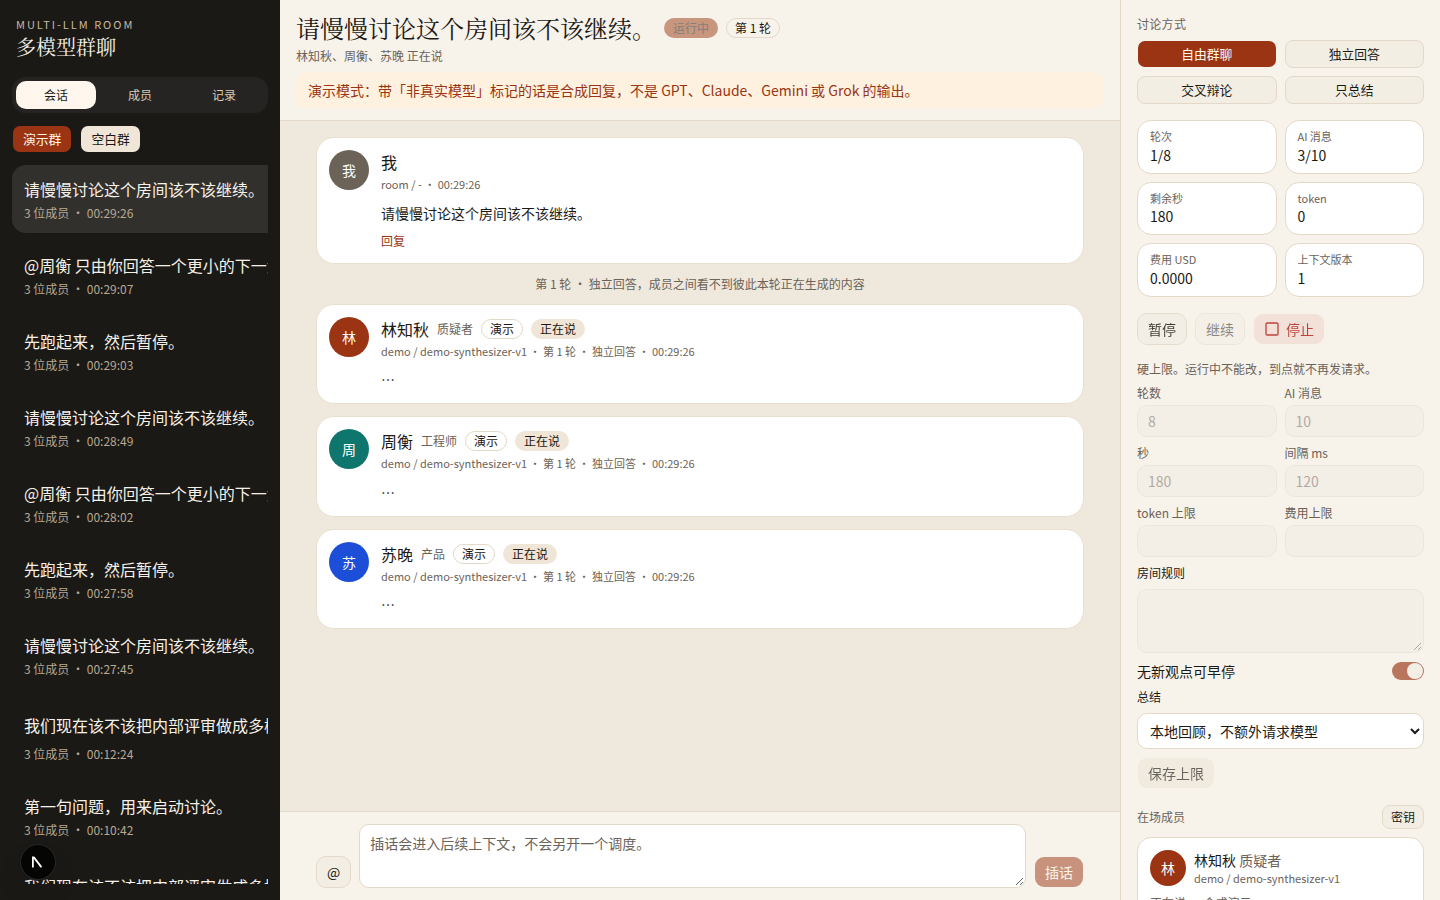 MULTI-LLM ROOM
多模型群聊
会话
成员
记录
演示群
空白群
请慢慢讨论这个房间该不该继续。
3 位成员 · 00:29:26
@周衡 只由你回答一个更小的下一
3 位成员 · 00:29:07
先跑起来，然后暂停。
3 位成员 · 00:29:03
请慢慢讨论这个房间该不该继续。
3 位成员 · 00:28:49
@周衡 只由你回答一个更小的下一
3 位成员 · 00:28:02
先跑起来，然后暂停。
3 位成员 · 00:27:58
请慢慢讨论这个房间该不该继续。
3 位成员 · 00:27:45
我们现在该不该把内部评审做成多
3 位成员 · 00:12:24
第一句问题，用来启动讨论。
3 位成员 · 00:10:42
请慢慢讨论这个房间该不该继续。
运行中
第 1 轮
林知秋、周衡、苏晚 正在说
演示模式：带「非真实模型」标记的话是合成回复，不是 GPT、Claude、Gemini 或 Grok 的输出。
我
我
room / - · 00:29:26
请慢慢讨论这个房间该不该继续。
回复
第 1 轮 · 独立回答，成员之间看不到彼此本轮正在生成的内容
林
林知秋 质疑者 演示 正在说
demo / demo-synthesizer-v1 · 第 1 轮 · 独立回答 · 00:29:26
…
周
周衡 工程师 演示 正在说
demo / demo-synthesizer-v1 · 第 1 轮 · 独立回答 · 00:29:26
…
苏
苏晚 产品 演示 正在说
demo / demo-synthesizer-v1 · 第 1 轮 · 独立回答 · 00:29:26
…
@
插话会进入后续上下文，不会另开一个调度。
插话
讨论方式
自由群聊
独立回答
交叉辩论
只总结
轮次
1/8
AI 消息
3/10
剩余秒
180
token
0
费用 USD
0.0000
上下文版本
1
暂停
继续
停止
硬上限。运行中不能改，到点就不再发请求。
轮数
8
AI 消息
10
秒
180
间隔 ms
120
token 上限
费用上限
房间规则
无新观点可早停
总结
本地回顾，不额外请求模型
保存上限
在场成员
密钥
林
林知秋 质疑者
demo / demo-synthesizer-v1